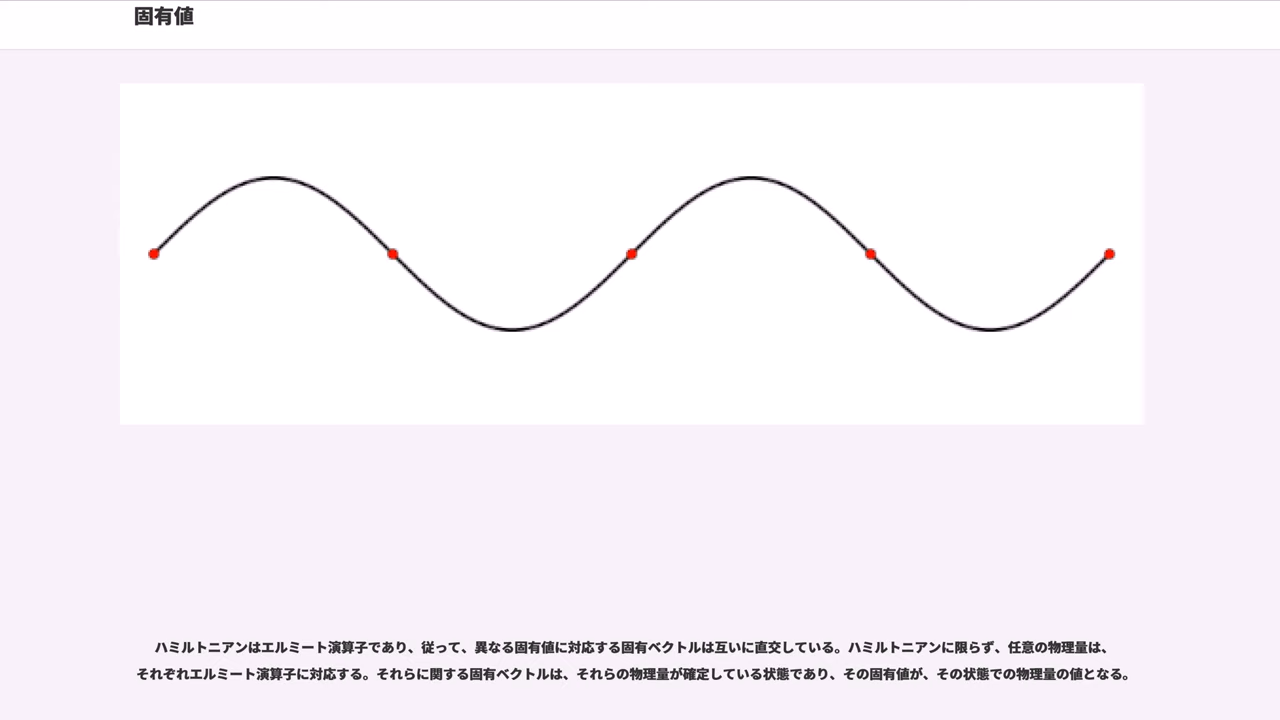 固有値
ハミルトニアンはエルミート演算子であり、従って、異なる固有値に対応する固有ベクトルは互いに直交している。ハミルトニアンに限らず、任意の物理量は、
それぞれエルミート演算子に対応する。それらに関する固有ベクトルは、それらの物理量が確定している状態であり、その固有値が、その状態での物理量の値となる。